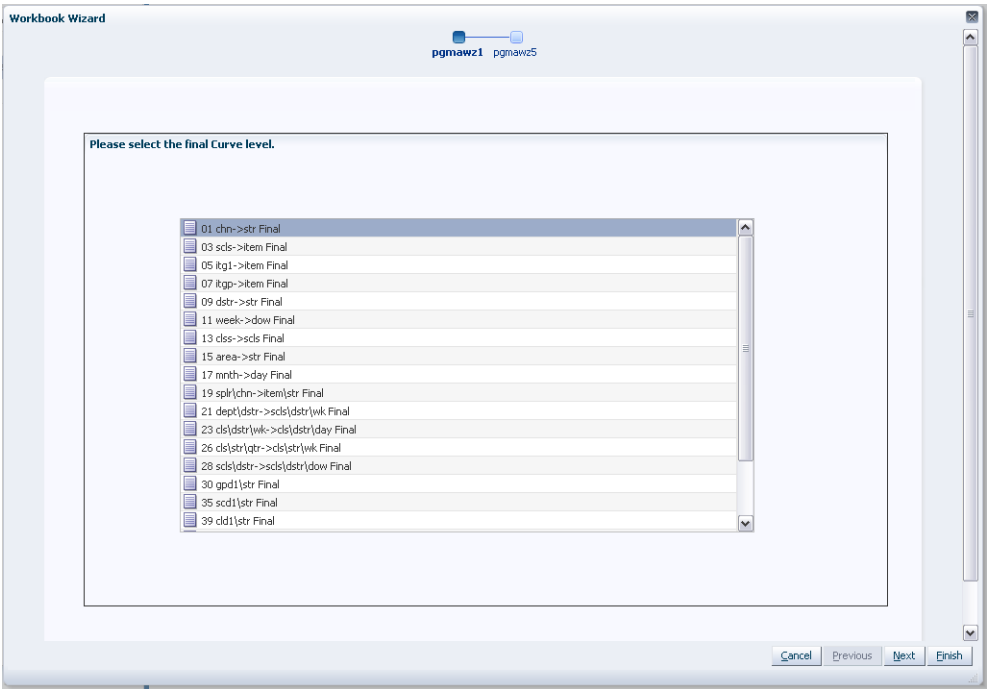 Workbook Wizard
pgmawz1 pgmawz5
Please select the final Curve level.
01 chn->str Final
03 scls->item Final
05 itg1->item Final
07 itgp->item Final
09 dstr->str Final
11 week->dow Final
13 clss->scls Final
15 area->str Final
17 mnth->day Final
19 splr\chn->item\str Final
21 dept\dstr->scls\dstr\wk Final
23 cls\dstr\wk->cls\dstr\day Final
26 cls\str\qtr->cls\str\wk Final
28 scls\dstr->scls\dstr\dow Final
30 gpd1\str Final
35 scd1\str Final
39 cld1\str Final
Cancel Previous Next Finish